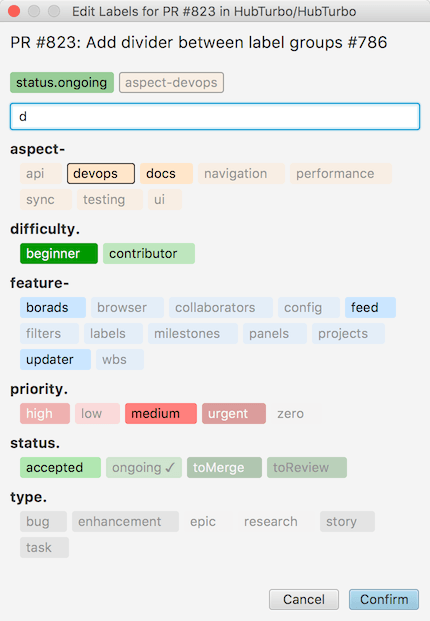 Edit Labels for PR #823 in HubTurbo/HubTurbo
PR #823: Add divider between label groups #786
status.ongoing aspect-devops
d
aspect-
api devops docs navigation performance
sync testing ui
difficulty.
beginner contributor
feature-
borads browser collaborators config feed
filters labels milestones panels projects
updater wbs
priority.
high low medium urgent zero
status.
accepted ongoing ✓ toMerge toReview
type.
bug enhancement epic research story
task
Cancel Confirm